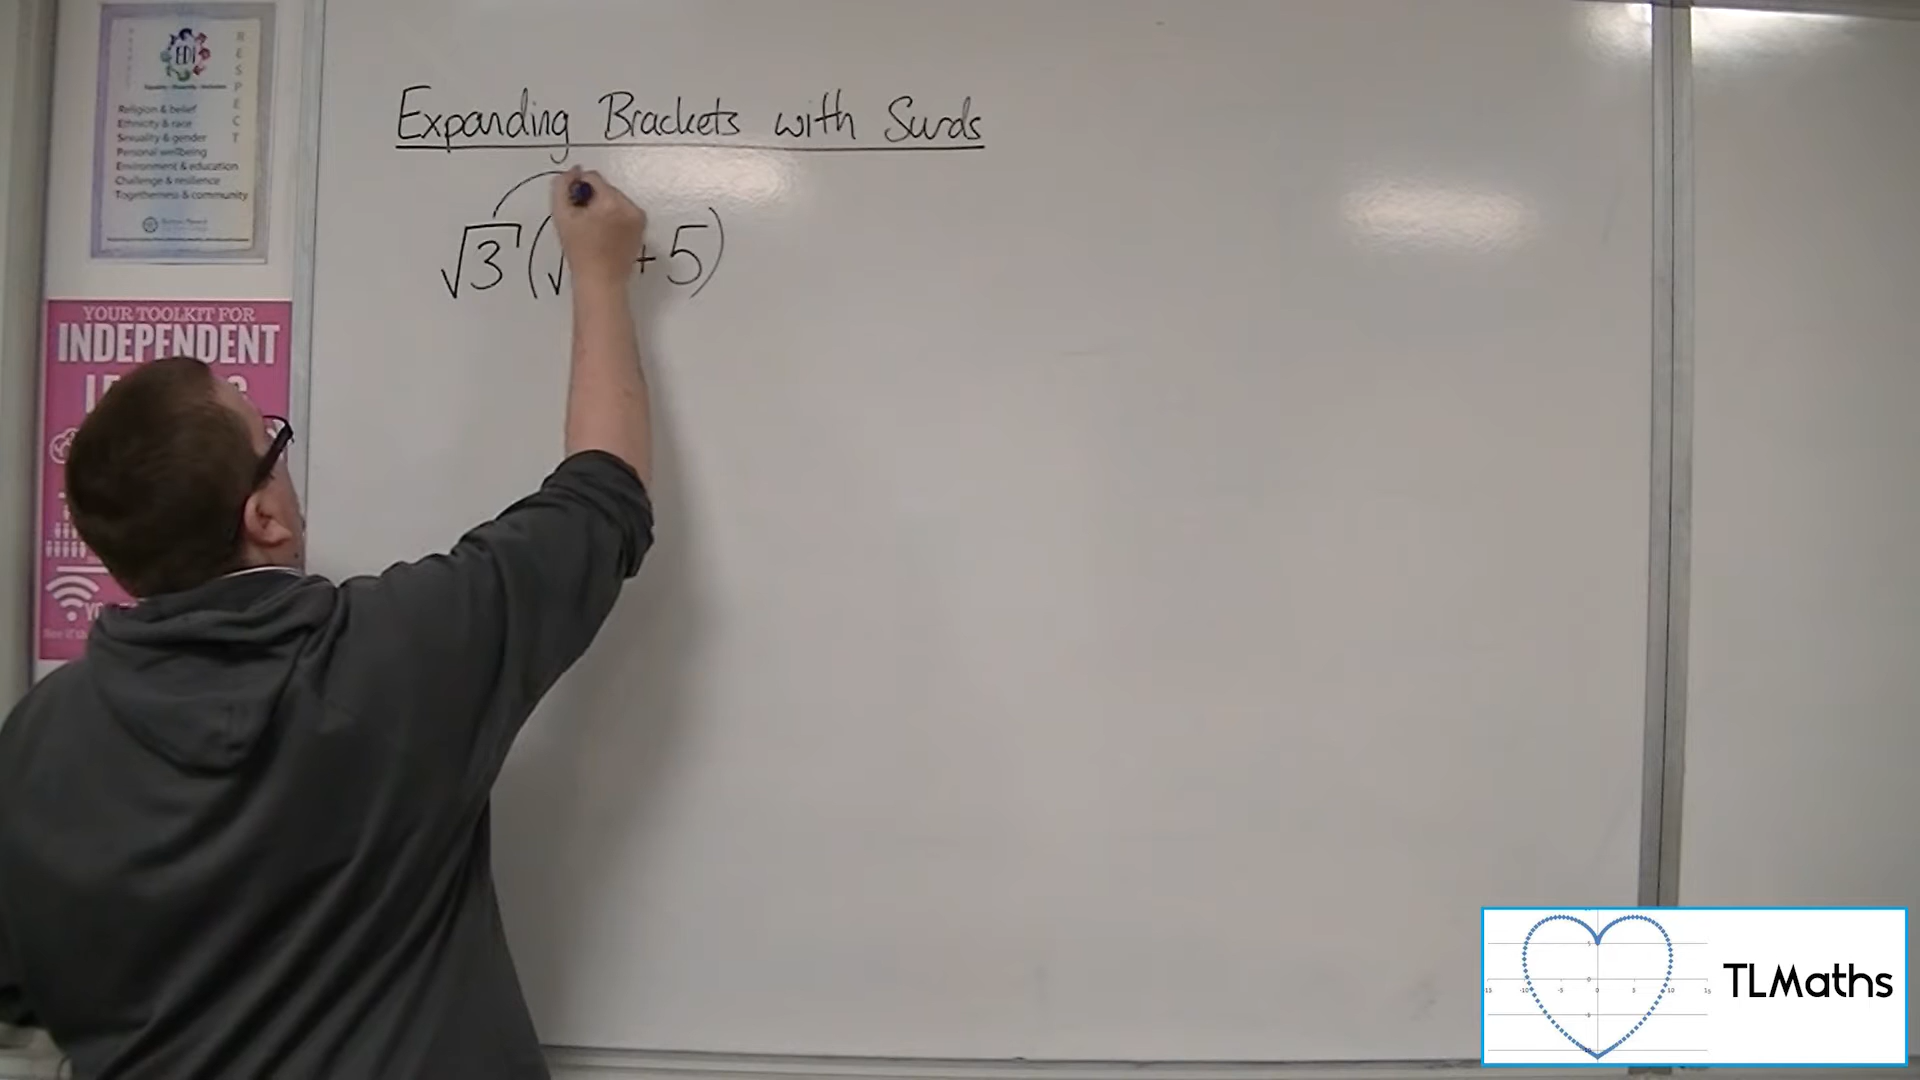 Expanding Brackets with Surds
√3(√ +5)
EDI
RESPECT
Religion & belief
Ethnicity & race
Sexuality & gender
Personal wellbeing
Environment & education
Challenge & resilience
Togetherness & community
YOUR TOOLKIT FOR
INDEPENDENT
TLMaths